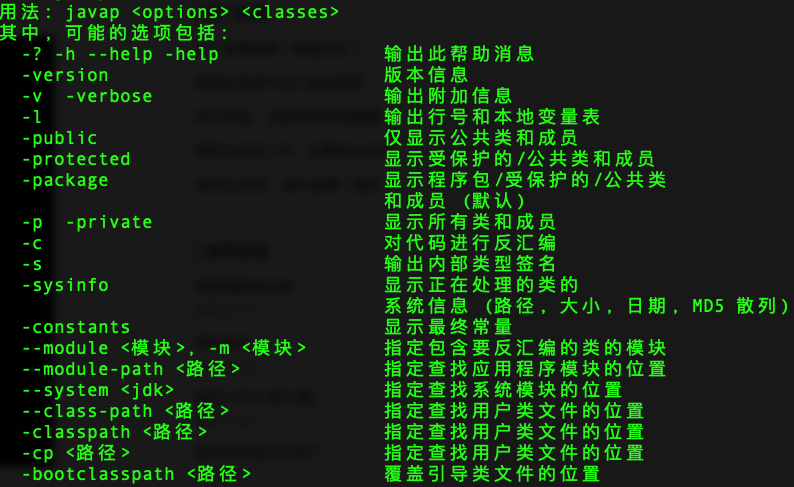 用法: javap <options> <classes>
其中, 可能的选项包括:
-? -h --help -help 输出此帮助消息
-version 版本信息
-v -verbose 输出附加信息
-l 输出行号和本地变量表
-public 仅显示公共类和成员
-protected 显示受保护的/公共类和成员
-package 显示程序包/受保护的/公共类
和成员 (默认)
-p -private 显示所有类和成员
-c 对代码进行反汇编
-s 输出内部类型签名
-sysinfo 显示正在处理的类的
系统信息 (路径, 大小, 日期, MD5 散列)
-constants 显示最终常量
--module <模块>, -m <模块> 指定包含要反汇编的类的模块
--module-path <路径> 指定查找应用程序模块的位置
--system <jdk> 指定查找系统模块的位置
--class-path <路径> 指定查找用户类文件的位置
-classpath <路径> 指定查找用户类文件的位置
-cp <路径> 指定查找用户类文件的位置
-bootclasspath <路径> 覆盖引导类文件的位置